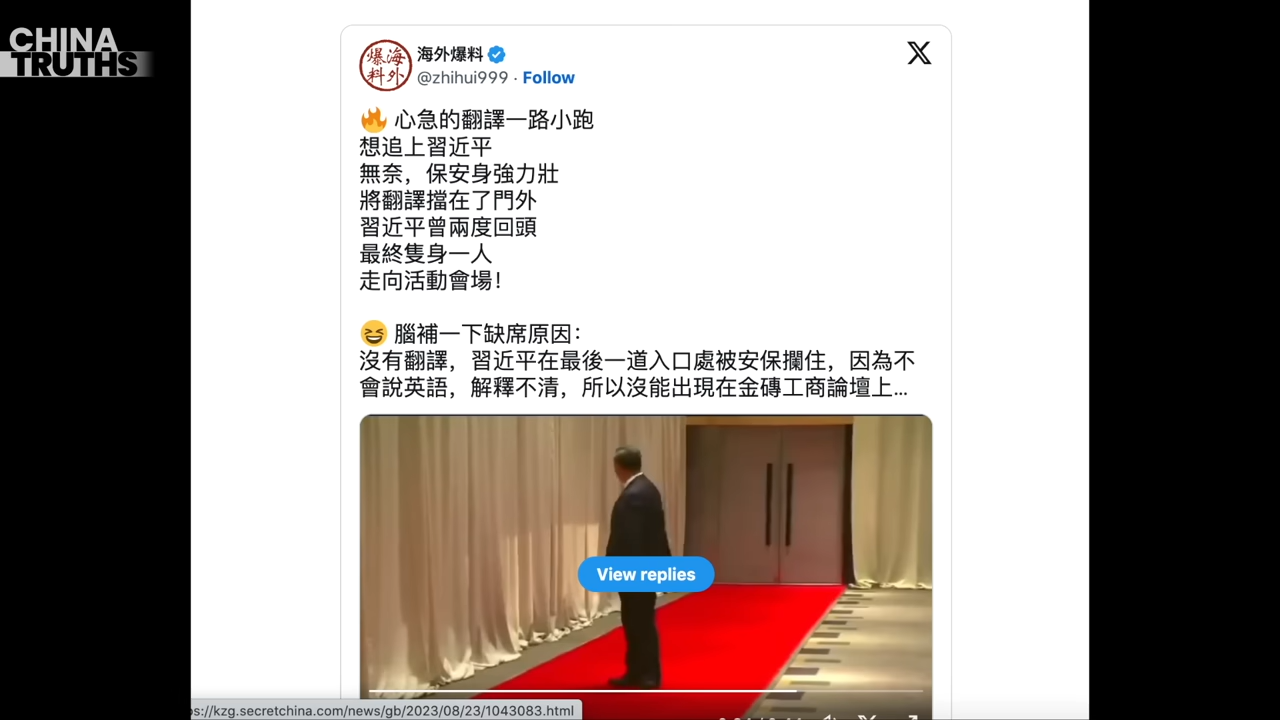 CHINA
TRUTHS
海外爆料
海外爆料
@zhihui999 · Follow
🔥 心急的翻譯一路小跑
想追上習近平
無奈，保安身強力壯
將翻譯擋在了門外
習近平曾兩度回頭
最終隻身一人
走向活動會場！
😆 腦補一下缺席原因：
沒有翻譯，習近平在最後一道入口處被安保攔住，因為不
會說英語，解釋不清，所以沒能出現在金磚工商論壇上...
View replies
ps://kzg.secretchina.com/news/gb/2023/08/23/1043083.html